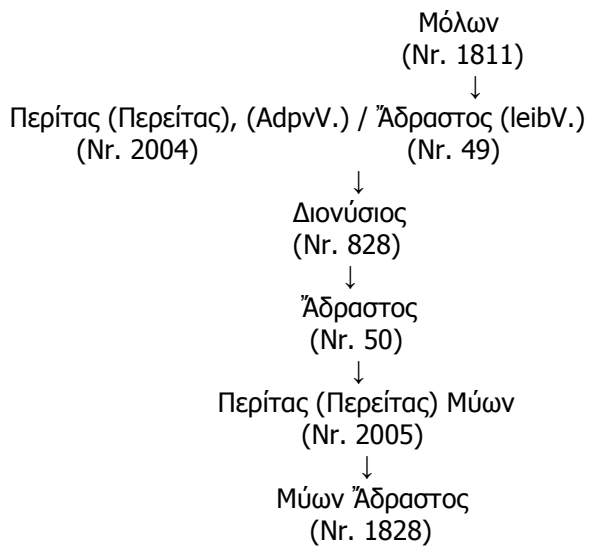 Μόλων
(Nr. 1811)
↓
Περίτας (Περείτας), (AdpvV.) / Ἄδραστος (leibV.)
(Nr. 2004) (Nr. 49)
↓
Διονύσιος
(Nr. 828)
↓
Ἄδραστος
(Nr. 50)
↓
Περίτας (Περείτας) Μύων
(Nr. 2005)
↓
Μύων Ἄδραστος
(Nr. 1828)